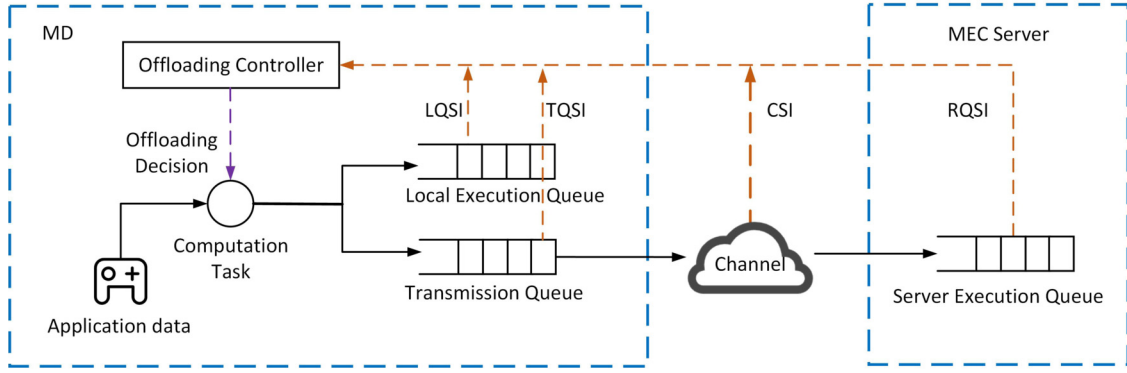 MD
MEC Server
Offloading Controller
LQSI
TQSI
CSI
RQSI
Offloading
Decision
Local Execution Queue
Computation
Task
Channel
Transmission Queue
Server Execution Queue
Application data